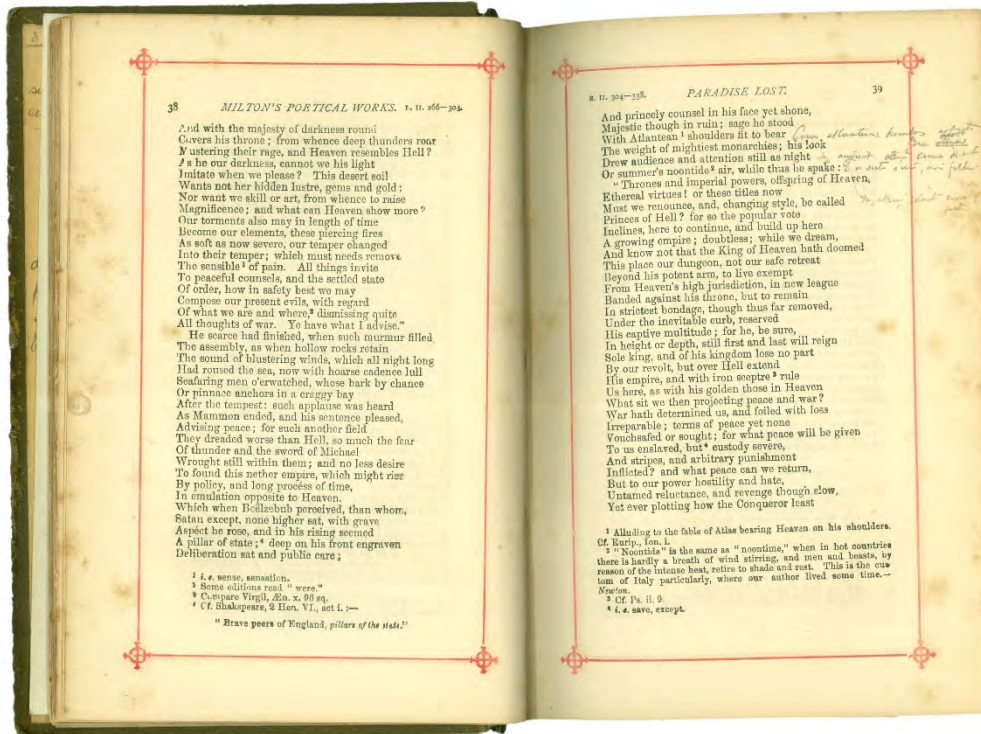 38 MILTON'S POETICAL WORKS. B. II. 266—303.
And with the majesty of darkness round
Covers his throne; from whence deep thunders roar
Mustering their rage, and Heaven resembles Hell?
As he our darkness, cannot we his light
Imitate when we please? This desert soil
Wants not her hidden lustre, gems and gold;
Nor want we skill or art, from whence to raise
Magnificence; and what can Heaven show more?
Our torments also may in length of time
Become our elements, these piercing fires
As soft as now severe, our temper changed
Into their temper; which must needs remove
The sensible¹ of pain. All things invite
To peaceful counsels, and the settled state
Of order, how in safety best we may
Compose our present evils, with regard
Of what we are and where,² dismissing quite
All thoughts of war. Ye have what I advise."
He scarce had finished, when such murmur filled
The assembly, as when hollow rocks retain
The sound of blustering winds, which all night long
Had roused the sea, now with hoarse cadence lull
Seafaring men o'erwatched, whose bark by chance
Or pinnace anchors in a craggy bay
After the tempest: such applause was heard
As Mammon ended, and his sentence pleased,
Advising peace; for such another field
They dreaded worse than Hell, so much the fear
Of thunder and the sword of Michael
Wrought still within them; and no less desire
To found this nether empire, which might rise
By policy, and long process of time,
In emulation opposite to Heaven.
Which when Beëlzebub perceived, than whom,
Satan except, none higher sat, with grave
Aspéct he rose, and in his rising seemed
A pillar of state;⁴ deep on his front engraven
Deliberation sat and public care;
¹ i. e. sense, sensation.
² Some editions read "were."
³ Compare Virgil, Æn. x. 96 sq.
⁴ Cf. Shakspeare, 2 Hen. VI., act i. :—
"Brave peers of England, pillars of the state."
B. II. 304—338. PARADISE LOST. 39
And princely counsel in his face yet shone,
Majestic though in ruin; sage he stood
With Atlantean¹ shoulders fit to bear
The weight of mightiest monarchies; his look
Drew audience and attention still as night
Or summer's noontide² air, while thus he spake:
"Thrones and imperial powers, offspring of Heaven,
Ethereal virtues! or these titles now
Must we renounce, and, changing style, be called
Princes of Hell? for so the popular vote
Inclines, here to continue, and build up here
A growing empire; doubtless; while we dream,
And know not that the King of Heaven hath doomed
This place our dungeon, not our safe retreat
Beyond his potent arm, to live exempt
From Heaven's high jurisdiction, in new league
Banded against his throne, but to remain
In strictest bondage, though thus far removed,
Under the inevitable curb, reserved
His captive multitude; for he, be sure,
In height or depth, still first and last will reign
Sole king, and of his kingdom lose no part
By our revolt, but over Hell extend
His empire, and with iron sceptre³ rule
Us here, as with his golden those in Heaven
What sit we then projecting peace and war?
War hath determined us, and foiled with loss
Irreparable; terms of peace yet none
Vouchsafed or sought; for what peace will be given
To us enslaved, but⁴ custody severe,
And stripes, and arbitrary punishment
Inflicted? and what peace can we return,
But to our power hostility and hate,
Untamed reluctance, and revenge though slow,
Yet ever plotting how the Conqueror least
¹ Alluding to the fable of Atlas bearing Heaven on his shoulders.
Cf. Eurip., Ion. i.
² "Noontide" is the same as "noontime," when in hot countries
there is hardly a breath of wind stirring, and men and beasts, by
reason of the intense heat, retire to shade and rest. This is the cus
tom of Italy particularly, where our author lived some time.—
Newton.
³ Cf. Ps. ii. 9.
⁴ i. e. save, except.